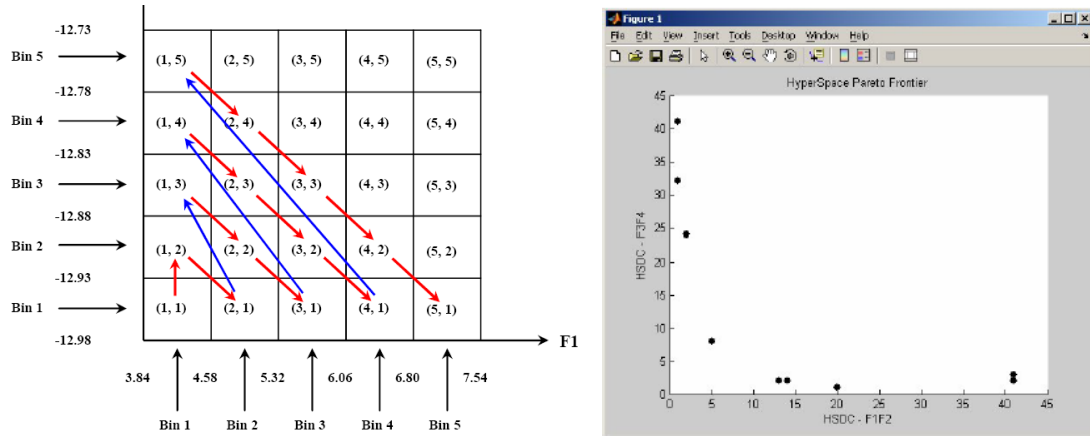 -12.73
Bin 5
(1, 5) (2, 5) (3, 5) (4, 5) (5, 5)
-12.78
Bin 4
(1, 4) (2, 4) (3, 4) (4, 4) (5, 4)
-12.83
Bin 3
(1, 3) (2, 3) (3, 3) (4, 3) (5, 3)
-12.88
Bin 2
(1, 2) (2, 2) (3, 2) (4, 2) (5, 2)
-12.93
Bin 1
(1, 1) (2, 1) (3, 1) (4, 1) (5, 1)
-12.98
F1
3.84 4.58 5.32 6.06 6.80 7.54
Bin 1 Bin 2 Bin 3 Bin 4 Bin 5
Figure 1
File Edit View Insert Tools Desktop Window Help
HyperSpace Pareto Frontier
45
40
35
30
25
20
15
10
5
0
HSDC - F3F4
0 5 10 15 20 25 30 35 40 45
HSDC - F1F2